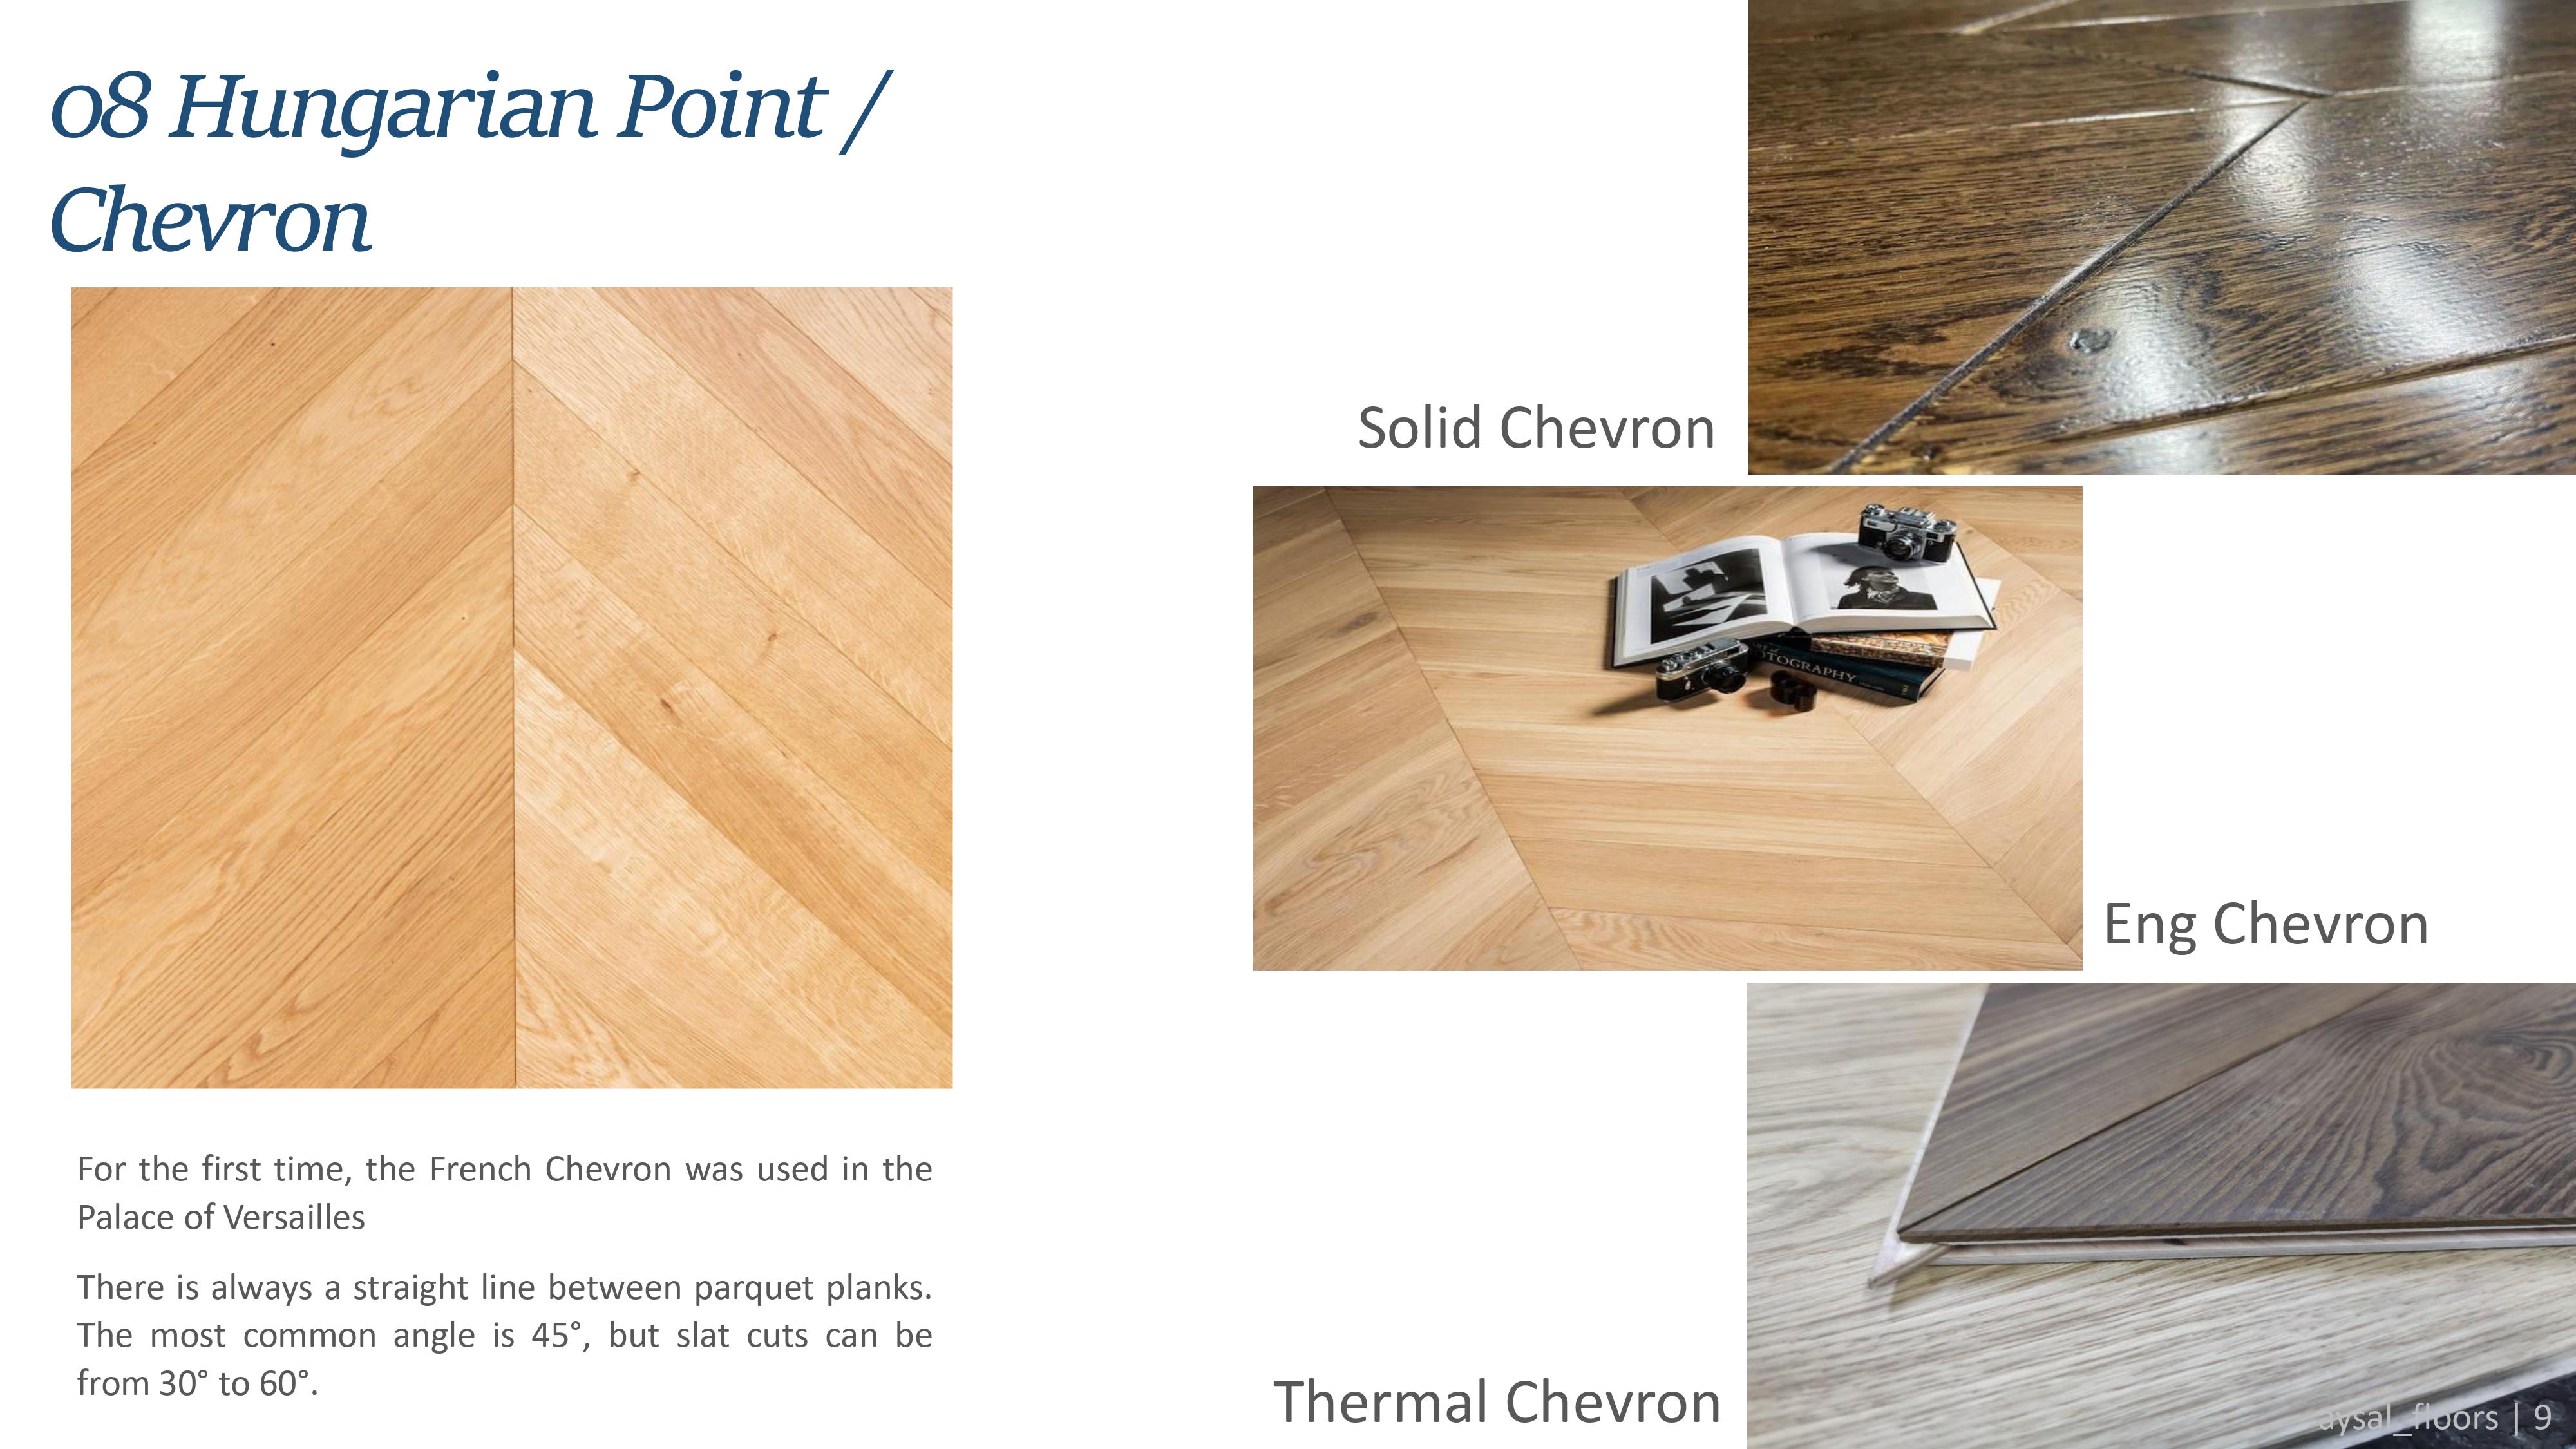 08 Hungarian Point /
Chevron
Solid Chevron
OTOGRAPHY
Eng Chevron
For the first time, the French Chevron was used in the
Palace of Versailles
There is always a straight line between parquet planks.
The most common angle is 45°, but slat cuts can be
from 30° to 60°.
Thermal Chevron
aysal_floors | 9